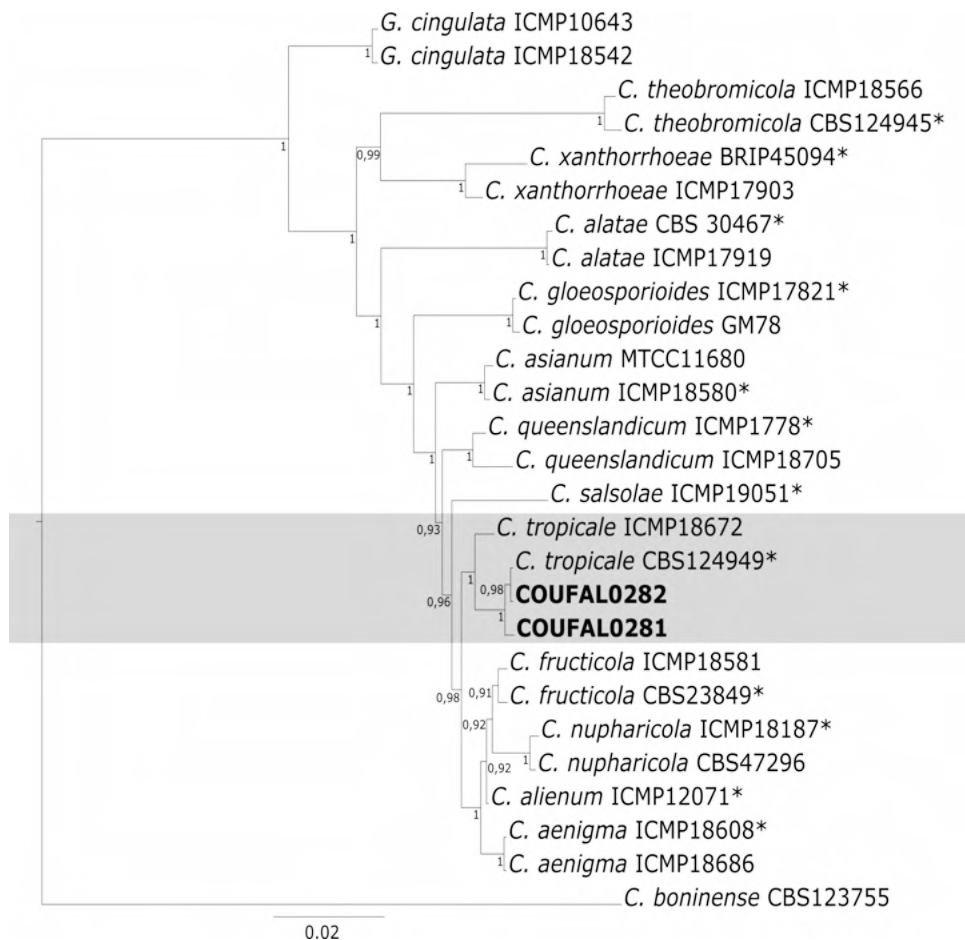 G. cingulata ICMP10643
1
G. cingulata ICMP18542
C. theobromicola ICMP18566
1
C. theobromicola CBS124945*
1
0,99
C. xanthorrhoeae BRIP45094*
1
C. xanthorrhoeae ICMP17903
C. alatae CBS 30467*
1
1
C. alatae ICMP17919
C. gloeosporioides ICMP17821*
1
1
C. gloeosporioides GM78
C. asianum MTCC11680
1
1
C. asianum ICMP18580*
C. queenslandicum ICMP1778*
1
1
C. queenslandicum ICMP18705
C. salsolae ICMP19051*
0,93
C. tropicale ICMP18672
C. tropicale CBS124949*
1
0,98
COUFAL0282
0,96
1
COUFAL0281
C. fructicola ICMP18581
0,91
C. fructicola CBS23849*
0,98
0,92
C. nupharicola ICMP18187*
1
C. nupharicola CBS47296
0,92
C. alienum ICMP12071*
1
C. aenigma ICMP18608*
1
C. aenigma ICMP18686
C. boninense CBS123755
0.02